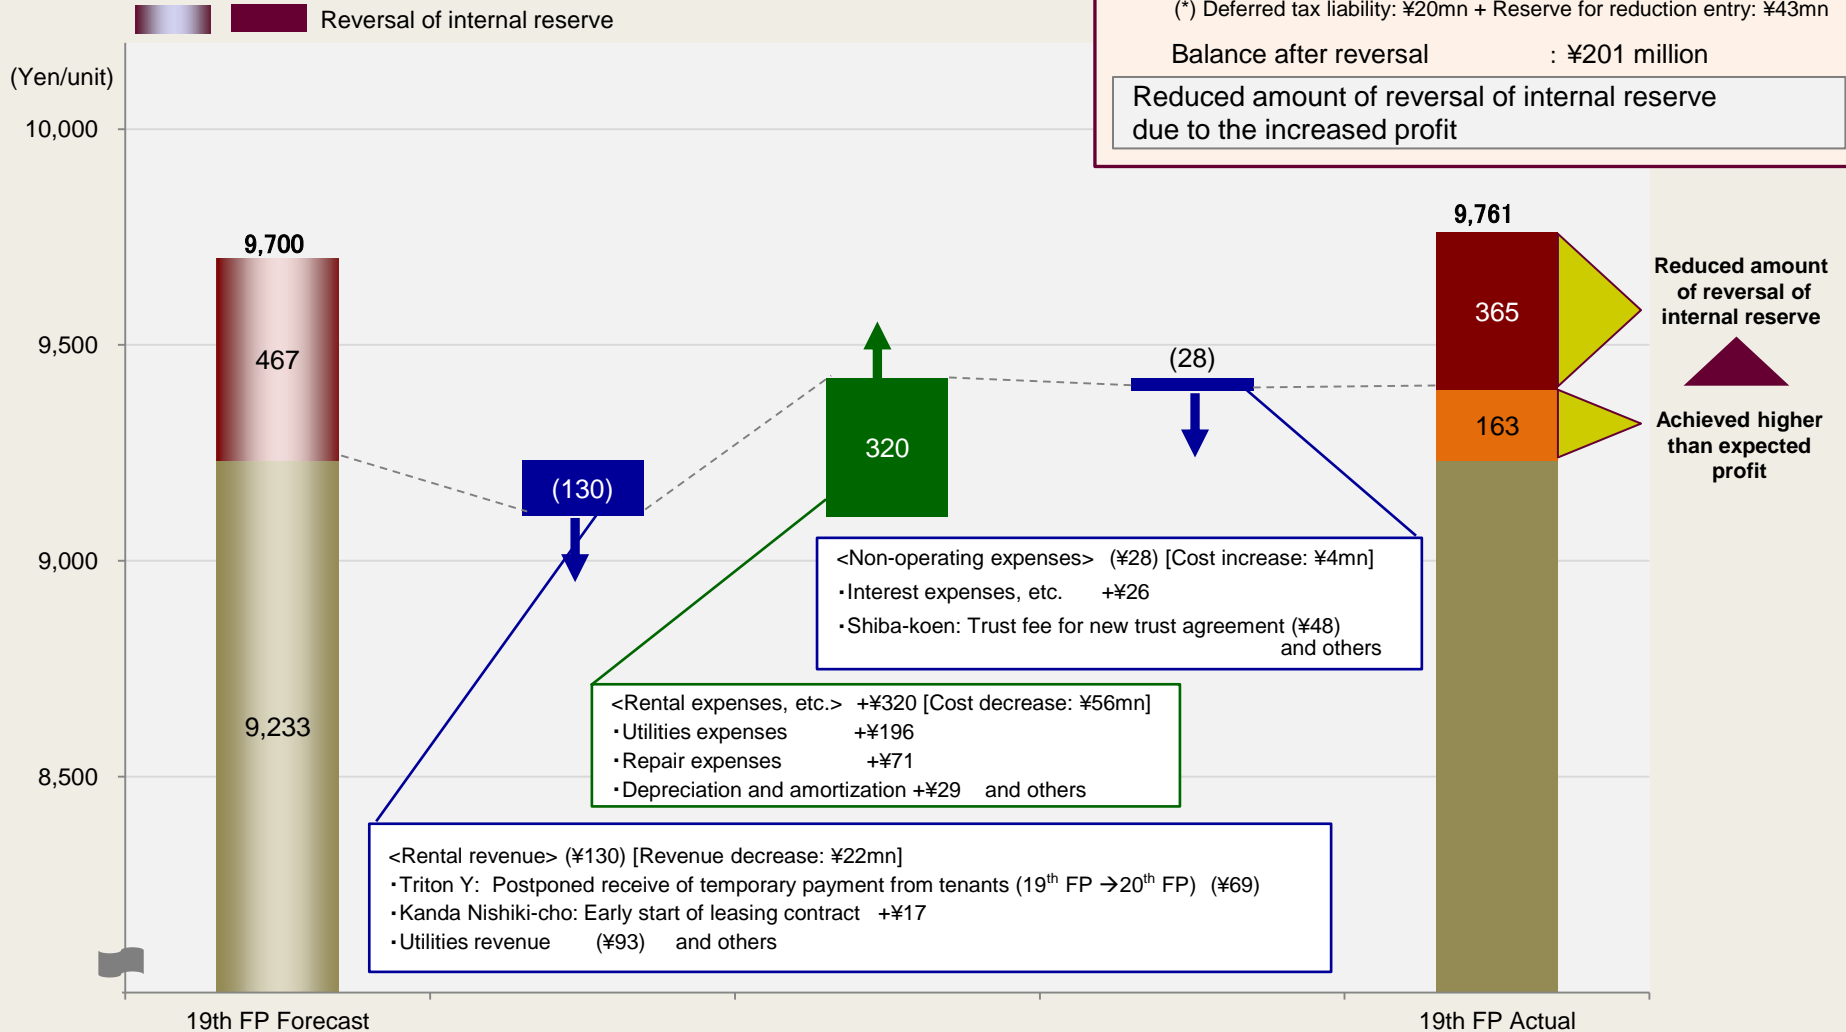 Reversal of internal reserve
(*) Deferred tax liability: ¥20mn + Reserve for reduction entry: ¥43mn
Balance after reversal : ¥201 million
Reduced amount of reversal of internal reserve
due to the increased profit
(Yen/unit)
10,000
9,500
9,000
8,500
9,700
467
9,233
(130)
320
(28)
9,761
365
163
Reduced amount
of reversal of
internal reserve
Achieved higher
than expected
profit
<Non-operating expenses> (¥28) [Cost increase: ¥4mn]
・Interest expenses, etc. +¥26
・Shiba-koen: Trust fee for new trust agreement (¥48)
and others
<Rental expenses, etc.> +¥320 [Cost decrease: ¥56mn]
・Utilities expenses +¥196
・Repair expenses +¥71
・Depreciation and amortization +¥29 and others
<Rental revenue> (¥130) [Revenue decrease: ¥22mn]
・Triton Y: Postponed receive of temporary payment from tenants (19th FP →20th FP) (¥69)
・Kanda Nishiki-cho: Early start of leasing contract +¥17
・Utilities revenue (¥93) and others
19th FP Forecast
19th FP Actual